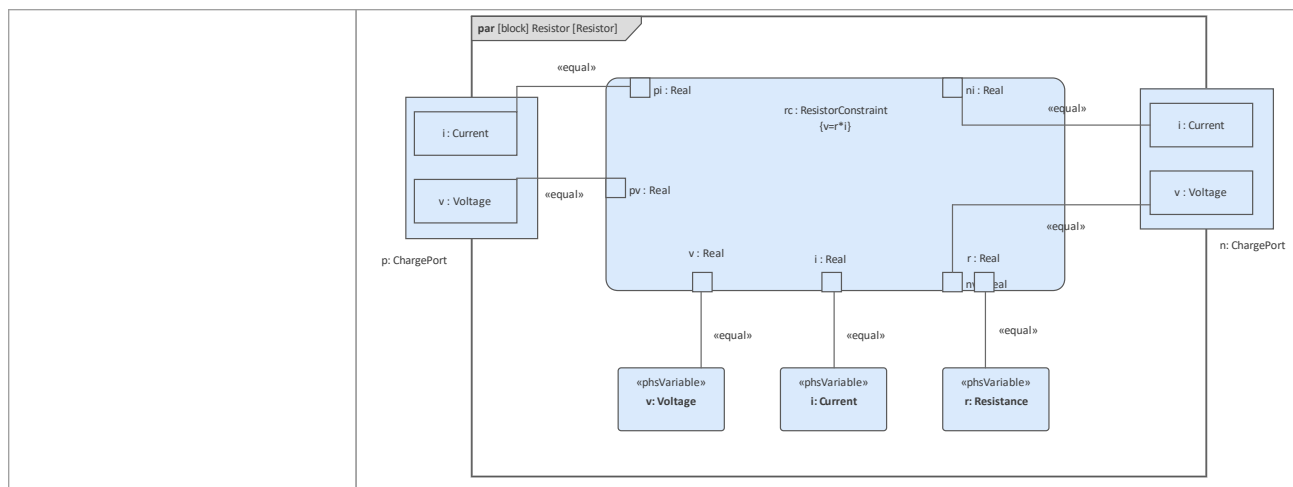 par [block] Resistor [Resistor]
«equal»
pi : Real
ni : Real
rc : ResistorConstraint
{v=r*i}
«equal»
i : Current
i : Current
pv : Real
«equal»
v : Voltage
v : Voltage
«equal»
p: ChargePort
n: ChargePort
v : Real
i : Real
r : Real
«equal»
«equal»
«equal»
«phsVariable»
v: Voltage
«phsVariable»
i: Current
«phsVariable»
r: Resistance